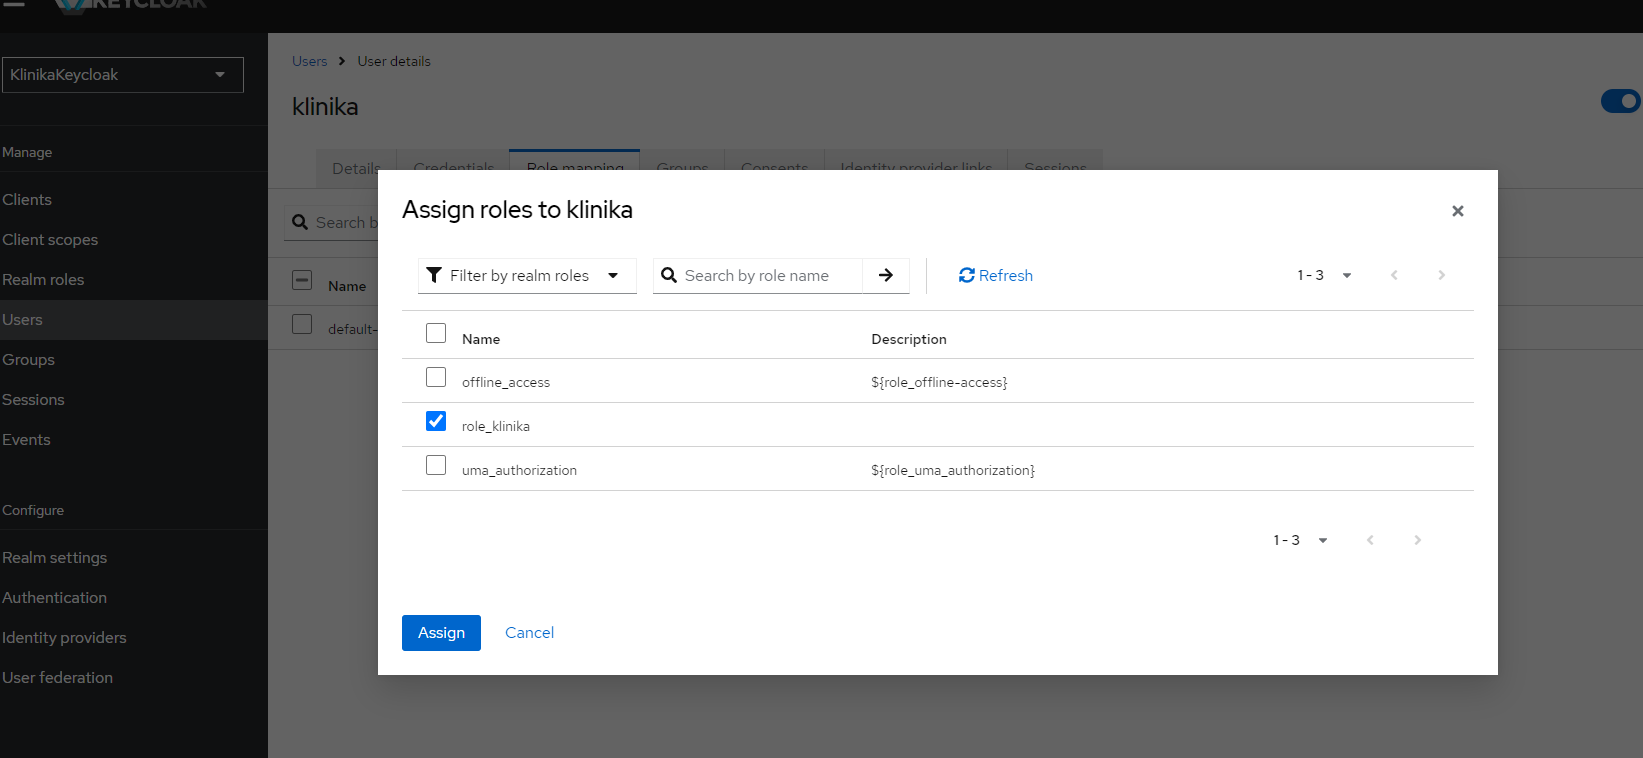 KEYCLOAK
KlinikaKeycloak
Manage
Clients
Client scopes
Realm roles
Users
Groups
Sessions
Events
Configure
Realm settings
Authentication
Identity providers
User federation
Users > User details
klinika
Details Credentials Role mapping Groups Consents Identity provider links Sessions
Search b
Name
default-
Assign roles to klinika
Filter by realm roles Search by role name Refresh 1 - 3
Name Description
offline_access ${role_offline-access}
role_klinika
uma_authorization ${role_uma_authorization}
1 - 3
Assign Cancel